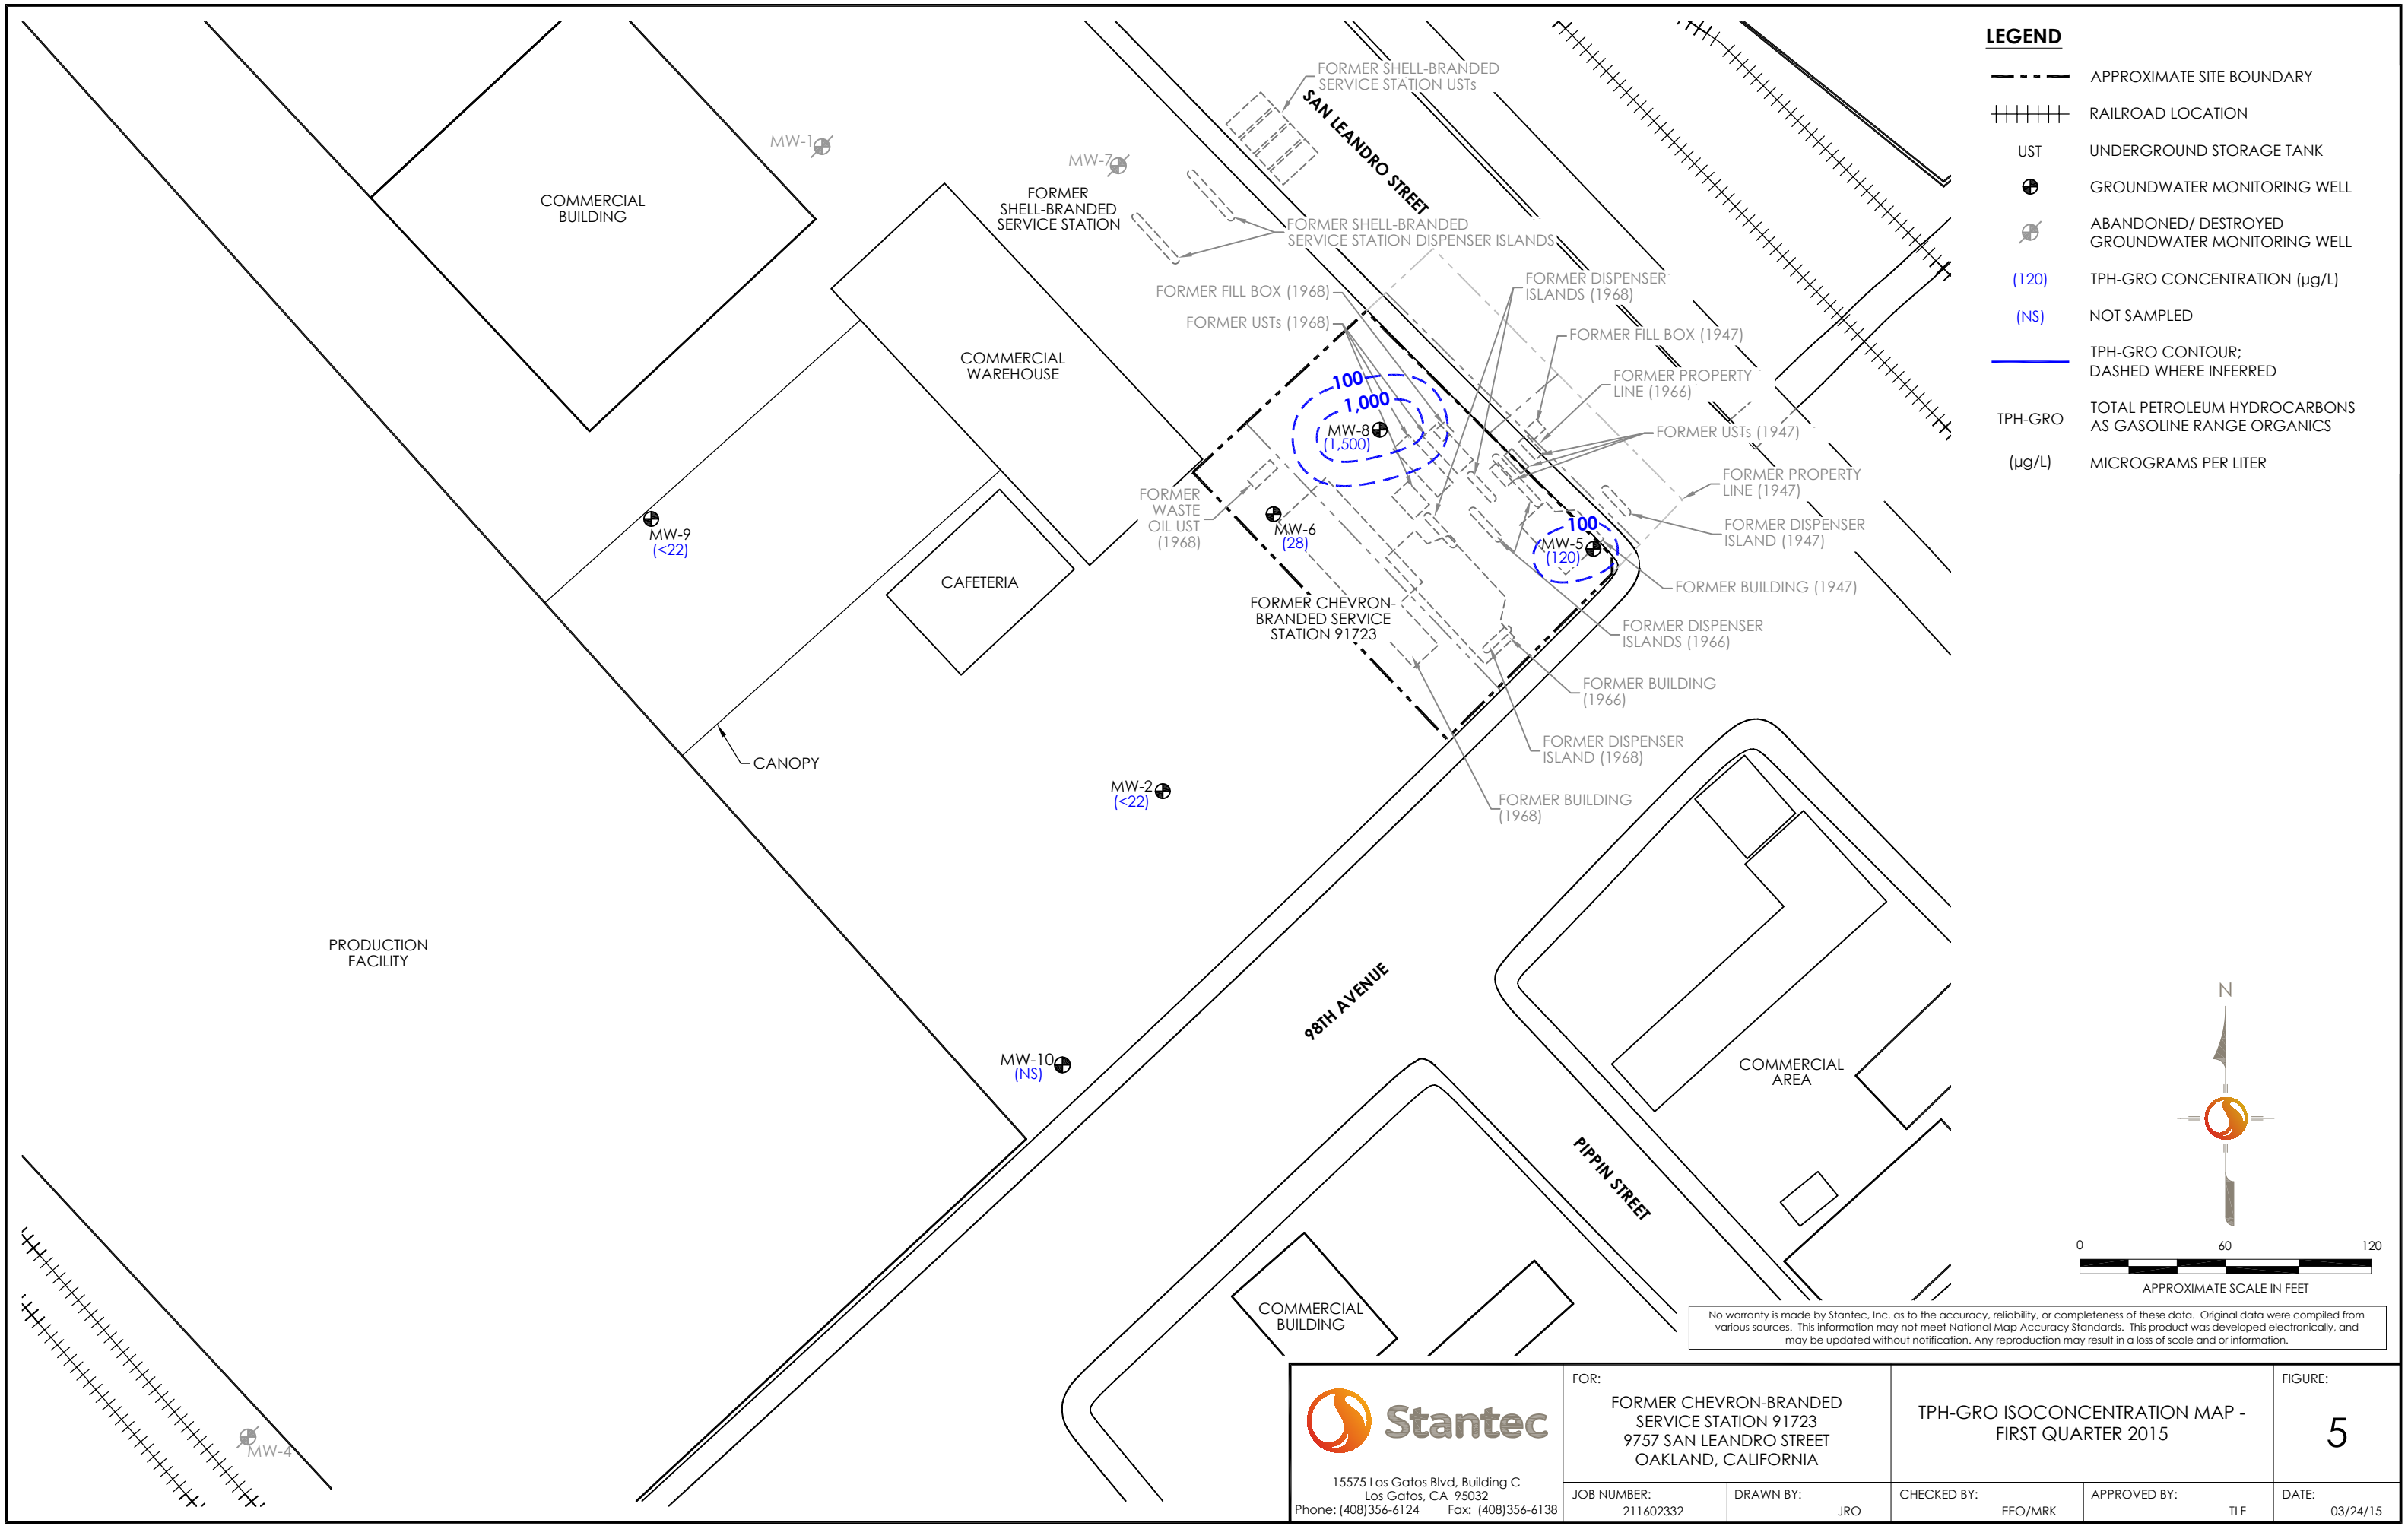 LEGEND
APPROXIMATE SITE BOUNDARY
RAILROAD LOCATION
UST UNDERGROUND STORAGE TANK
GROUNDWATER MONITORING WELL
ABANDONED/ DESTROYED
GROUNDWATER MONITORING WELL
(120) TPH-GRO CONCENTRATION (µg/L)
(NS) NOT SAMPLED
TPH-GRO CONTOUR;
DASHED WHERE INFERRED
TPH-GRO TOTAL PETROLEUM HYDROCARBONS
AS GASOLINE RANGE ORGANICS
(µg/L) MICROGRAMS PER LITER
FORMER SHELL-BRANDED
SERVICE STATION USTs
SAN LEANDRO STREET
MW-1
MW-7
COMMERCIAL
BUILDING
FORMER
SHELL-BRANDED
SERVICE STATION
FORMER SHELL-BRANDED
SERVICE STATION DISPENSER ISLANDS
FORMER FILL BOX (1968)
FORMER USTs (1968)
FORMER DISPENSER
ISLANDS (1968)
FORMER FILL BOX (1947)
FORMER PROPERTY
LINE (1966)
FORMER USTs (1947)
FORMER PROPERTY
LINE (1947)
FORMER DISPENSER
ISLAND (1947)
COMMERCIAL
WAREHOUSE
100
1,000
MW-8
(1,500)
FORMER
WASTE
OIL UST
(1968)
MW-6
(28)
100
MW-5
(120)
MW-9
(<22)
CAFETERIA
FORMER CHEVRON-
BRANDED SERVICE
STATION 91723
FORMER BUILDING (1947)
FORMER DISPENSER
ISLANDS (1966)
FORMER BUILDING
(1966)
FORMER DISPENSER
ISLAND (1968)
FORMER BUILDING
(1968)
CANOPY
MW-2
(<22)
PRODUCTION
FACILITY
98TH AVENUE
MW-10
(NS)
COMMERCIAL
AREA
PIPPIN STREET
COMMERCIAL
BUILDING
MW-4
N
0 60 120
APPROXIMATE SCALE IN FEET
No warranty is made by Stantec, Inc. as to the accuracy, reliability, or completeness of these data. Original data were compiled from
various sources. This information may not meet National Map Accuracy Standards. This product was developed electronically, and
may be updated without notification. Any reproduction may result in a loss of scale and or information.
Stantec
15575 Los Gatos Blvd, Building C
Los Gatos, CA 95032
Phone: (408)356-6124 Fax: (408)356-6138
FOR:
FORMER CHEVRON-BRANDED
SERVICE STATION 91723
9757 SAN LEANDRO STREET
OAKLAND, CALIFORNIA
TPH-GRO ISOCONCENTRATION MAP -
FIRST QUARTER 2015
FIGURE:
5
JOB NUMBER:
211602332
DRAWN BY:
JRO
CHECKED BY:
EEO/MRK
APPROVED BY:
TLF
DATE:
03/24/15